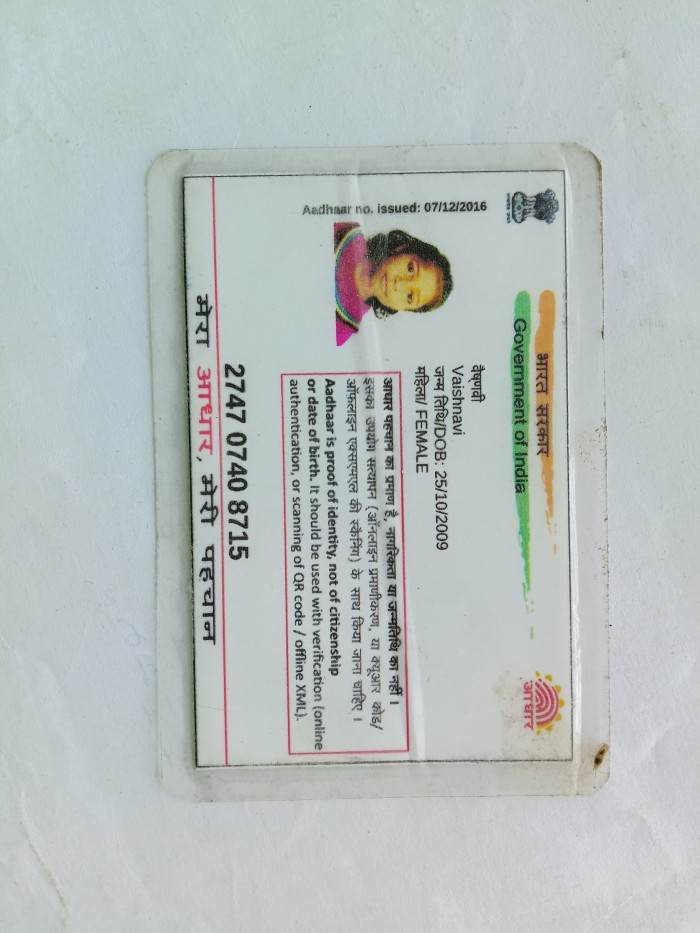 भारत सरकार
Government of India
आधार
Aadhaar no. issued: 07/12/2016
वैष्णवी
Vaishnavi
जन्म तिथि/DOB: 25/10/2009
महिला/ FEMALE
आधार पहचान का प्रमाण है, नागरिकता या जन्मतिथि का नहीं ।
इसका उपयोग सत्यापन (ऑनलाइन प्रमाणीकरण, या क्यूआर कोड/
ऑफलाइन एक्सएमएल की स्कैनिंग) के साथ किया जाना चाहिए ।
Aadhaar is proof of identity, not of citizenship
or date of birth. It should be used with verification (online
authentication, or scanning of QR code / offline XML).
2747 0740 8715
मेरा आधार, मेरी पहचान